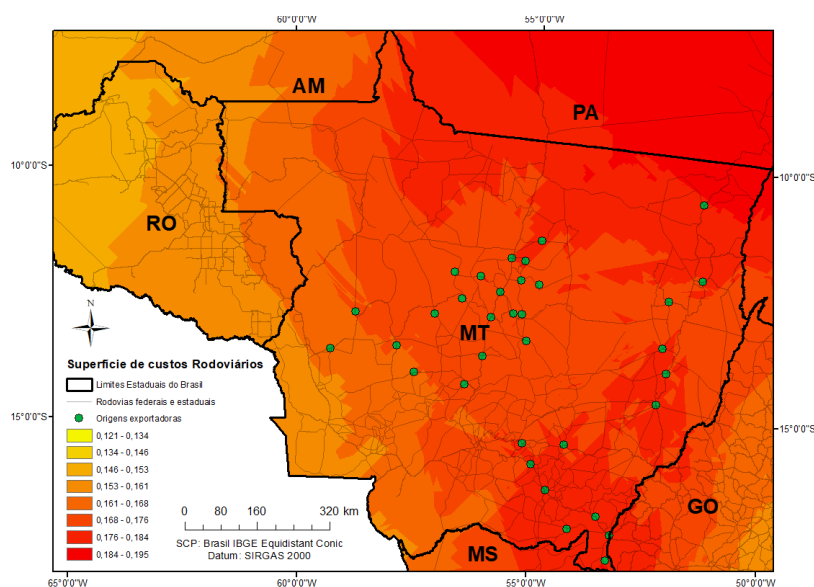 60°0'0"W 55°0'0"W
AM
PA
10°0'0"S 10°0'0"S
RO
N
MT
Superficie de custos Rodoviários
Limites Estaduais do Brasil
Rodovias federais e estaduais
Origens exportadoras
0,121 - 0,134
0,134 - 0,146
0,146 - 0,153
0,153 - 0,161
0,161 - 0,168
0,168 - 0,176
0,176 - 0,184
0,184 - 0,195
15°0'0"S 15°0'0"S
GO
0 80 160 320 km
SCP: Brasil IBGE Equidistant Conic
Datum: SIRGAS 2000
MS
65°0'0"W 60°0'0"W 55°0'0"W 50°0'0"W